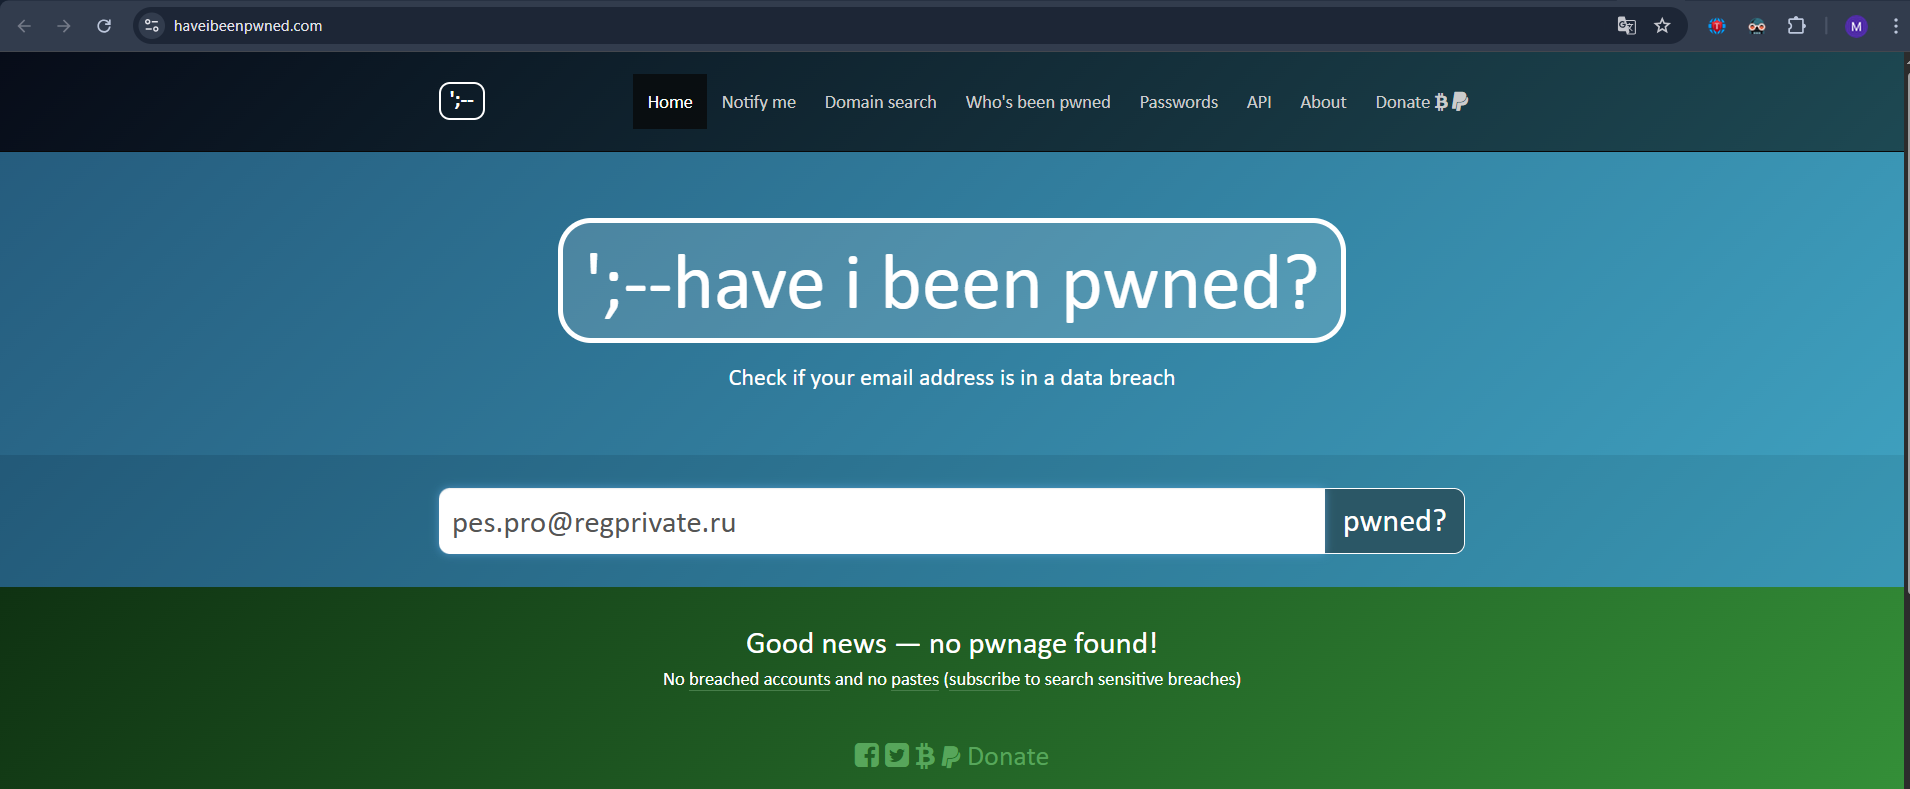 haveibeenpwned.com
M
';--
Home Notify me Domain search Who's been pwned Passwords API About Donate
';--have i been pwned?
Check if your email address is in a data breach
pes.pro@regprivate.ru pwned?
Good news — no pwnage found!
No breached accounts and no pastes (subscribe to search sensitive breaches)
Donate